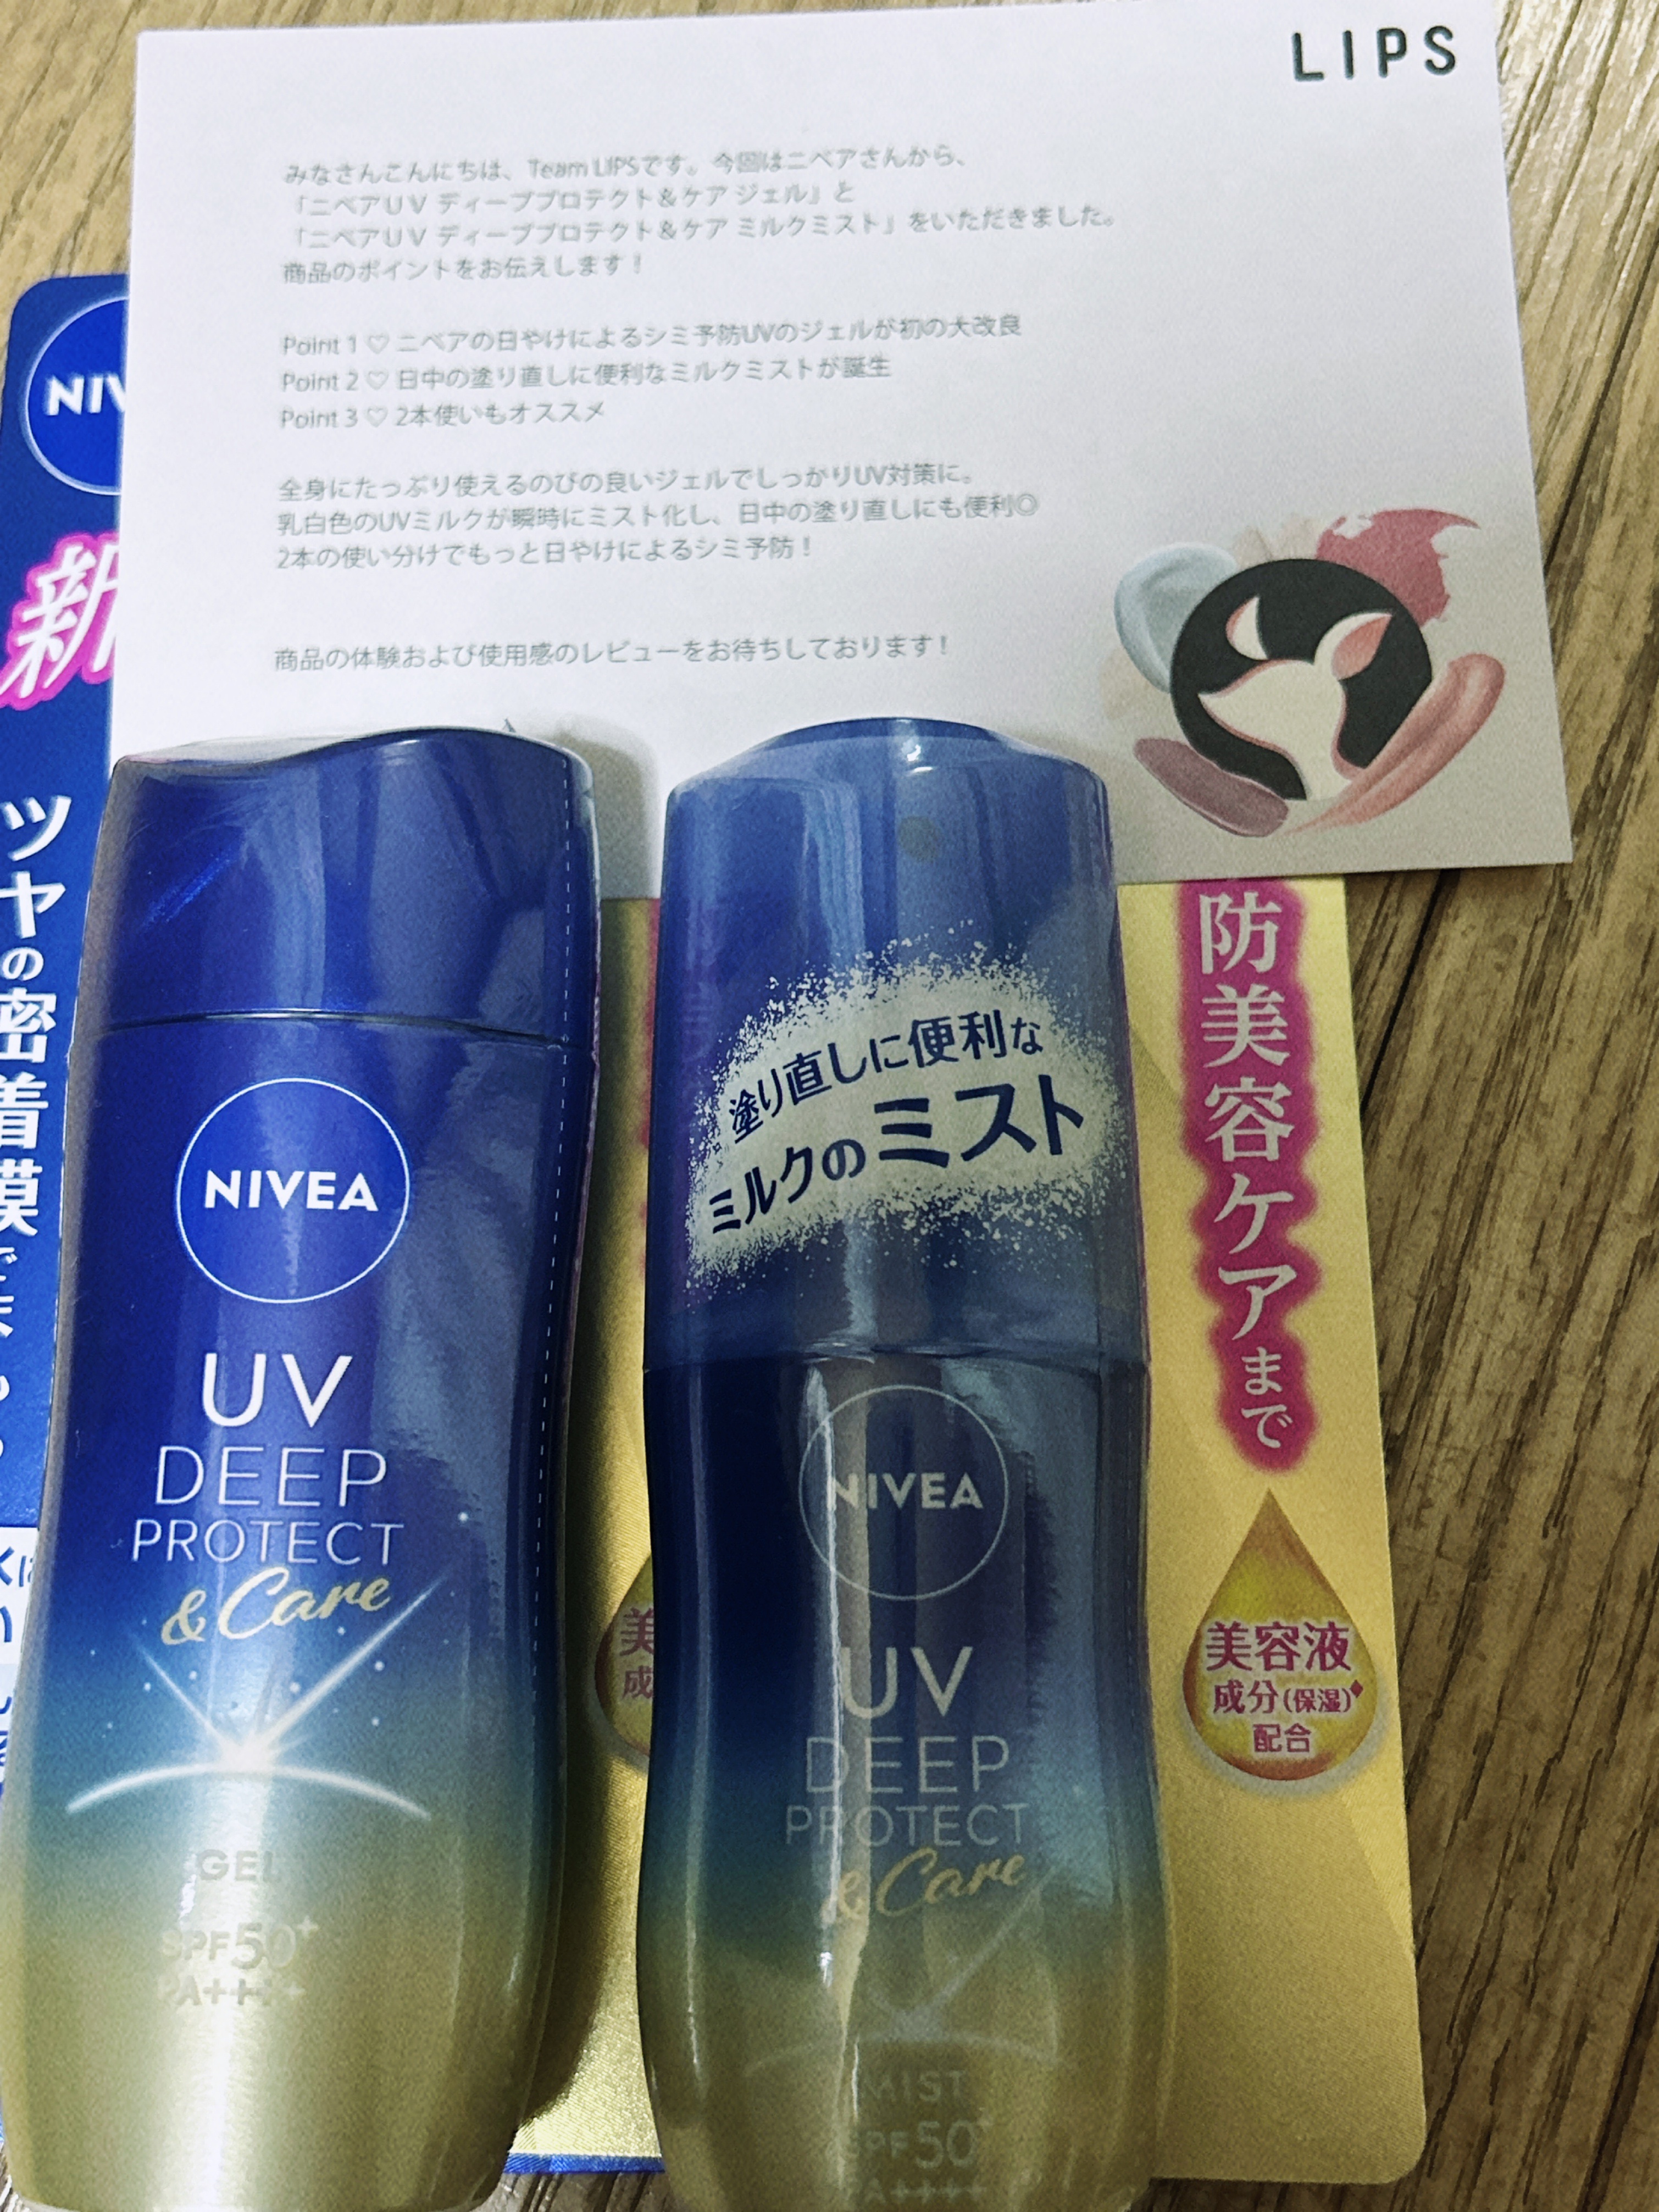 LIPS
みなさんこんにちは、Team LIPSです。今回はニベアさんから、
「ニベアUV ディーププロテクト&ケア ジェル」と
「ニベアUV ディーププロテクト&ケア ミルクミスト」をいただきました。
商品のポイントをお伝えします！
Point 1 ♡ ニベアの日やけによるシミ予防UVのジェルが初の大改良
Point 2 ♡ 日中の塗り直しに便利なミルクミストが誕生
Point 3 ♡ 2本使いもオススメ
全身にたっぷり使えるのびの良いジェルでしっかりUV対策に。
乳白色のUVミルクが瞬時にミスト化し、日中の塗り直しにも便利◎
2本の使い分けでもっと日やけによるシミ予防！
商品の体験および使用感のレビューをお待ちしております！
NIV
新
ツヤの密着膜で
NIVEA
UV
DEEP
PROTECT
& Care
GEL
SPF50+
PA++++
塗り直しに便利な
ミルクのミスト
NIVEA
UV
DEEP
PROTECT
& Care
MIST
SPF50+
PA++++
防美容ケアまで
美
成
美容液
成分(保湿)♦
配合